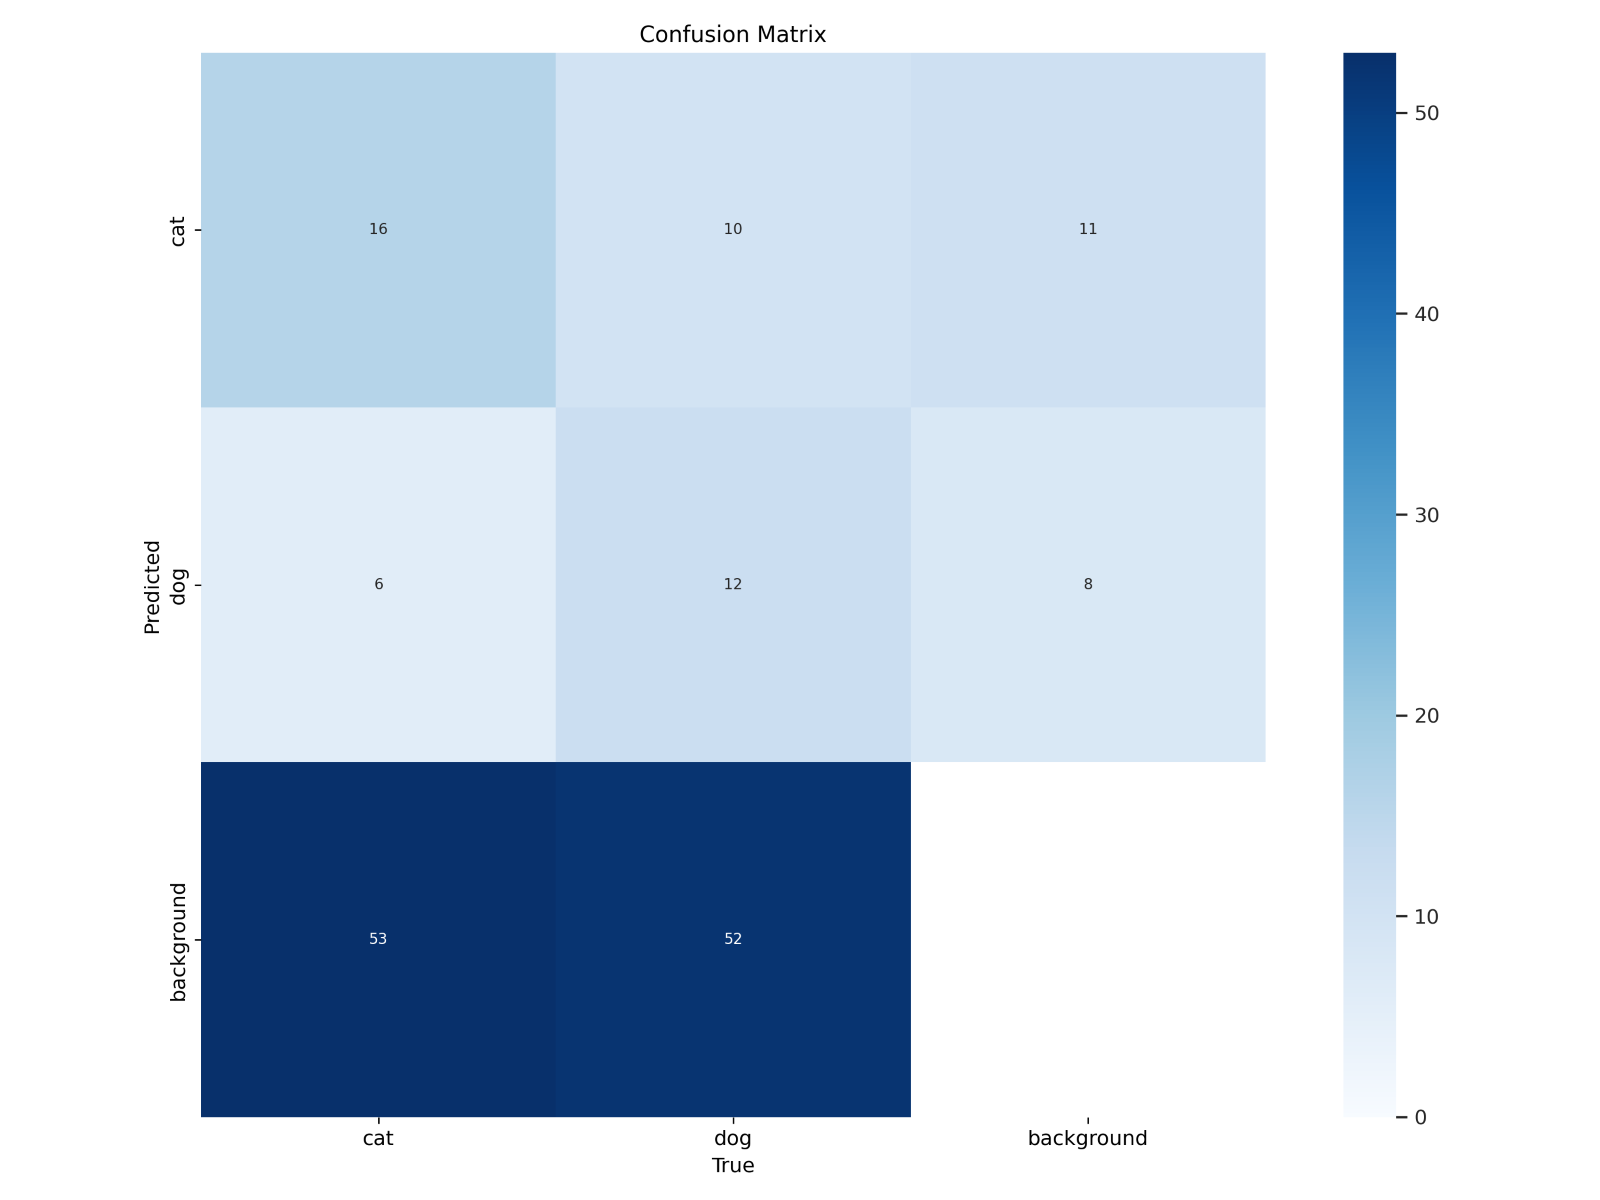 Confusion Matrix
cat
16
10
11
Predicted
dog
6
12
8
background
53
52
cat
dog
background
True
50
40
30
20
10
0